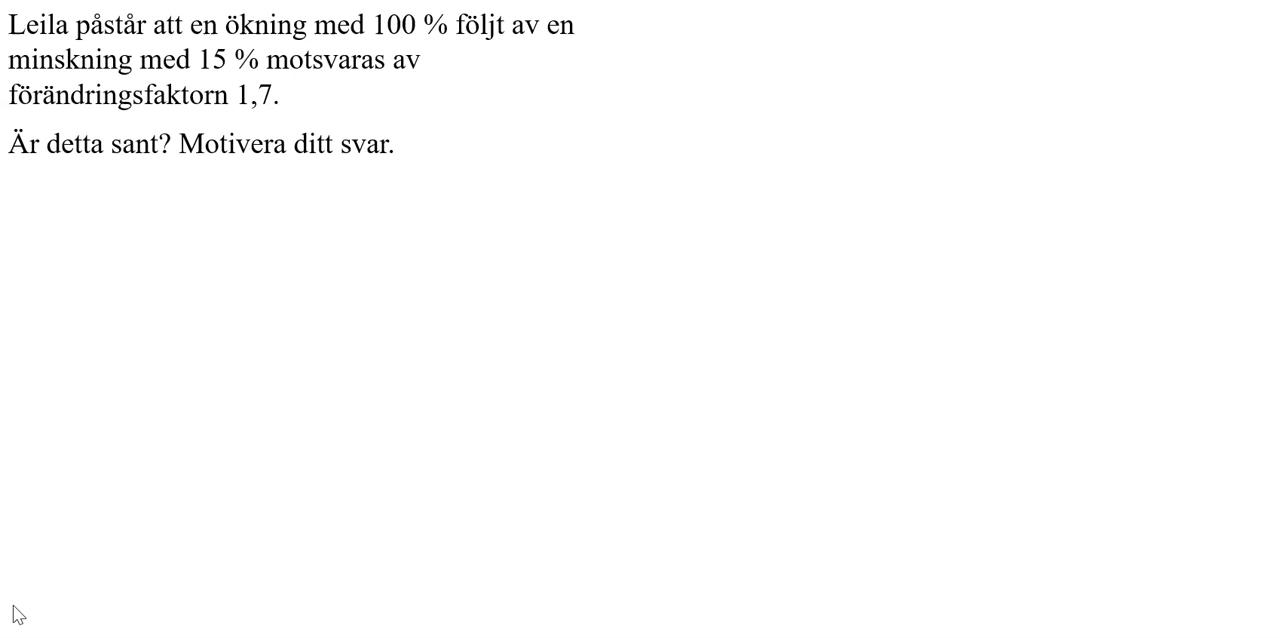 Leila påstår att en ökning med 100 % följt av en
minskning med 15 % motsvaras av
förändringsfaktorn 1,7.
Är detta sant? Motivera ditt svar.